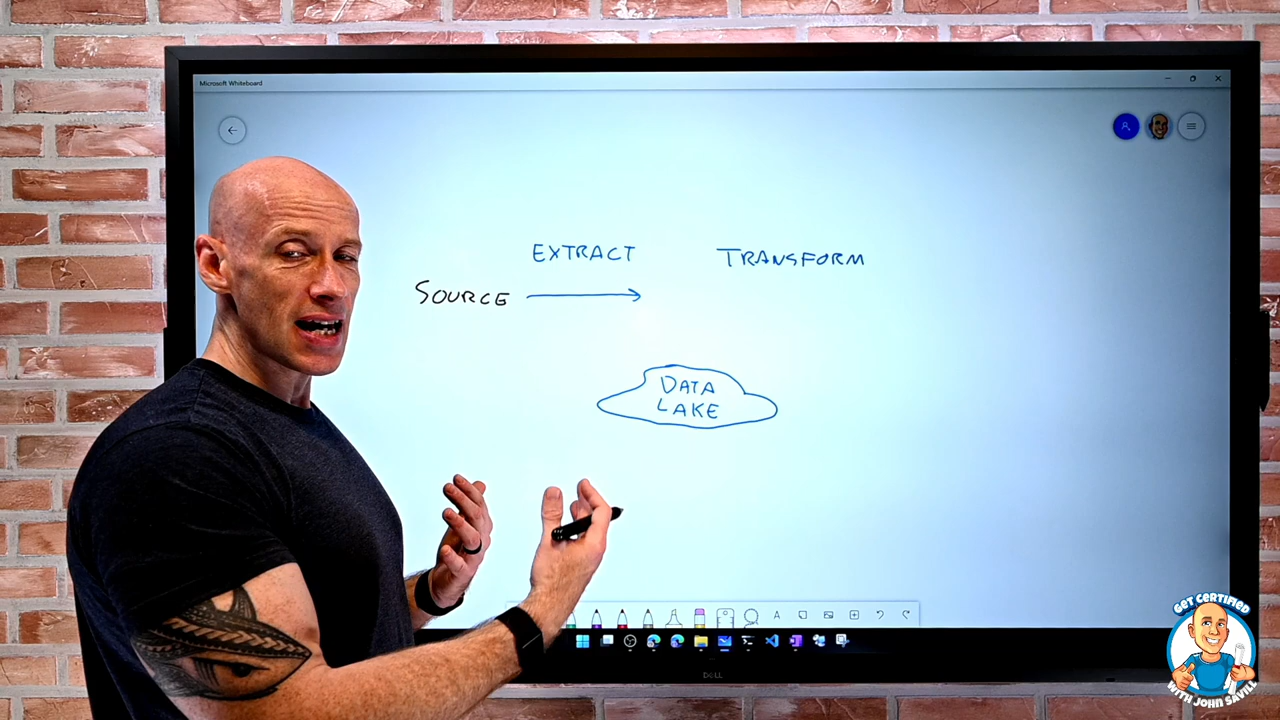 Microsoft Whiteboard
EXTRACT
TRANSFORM
SOURCE
DATA
LAKE
A
DELL
GET CERTIFIED
WITH JOHN SAVILL